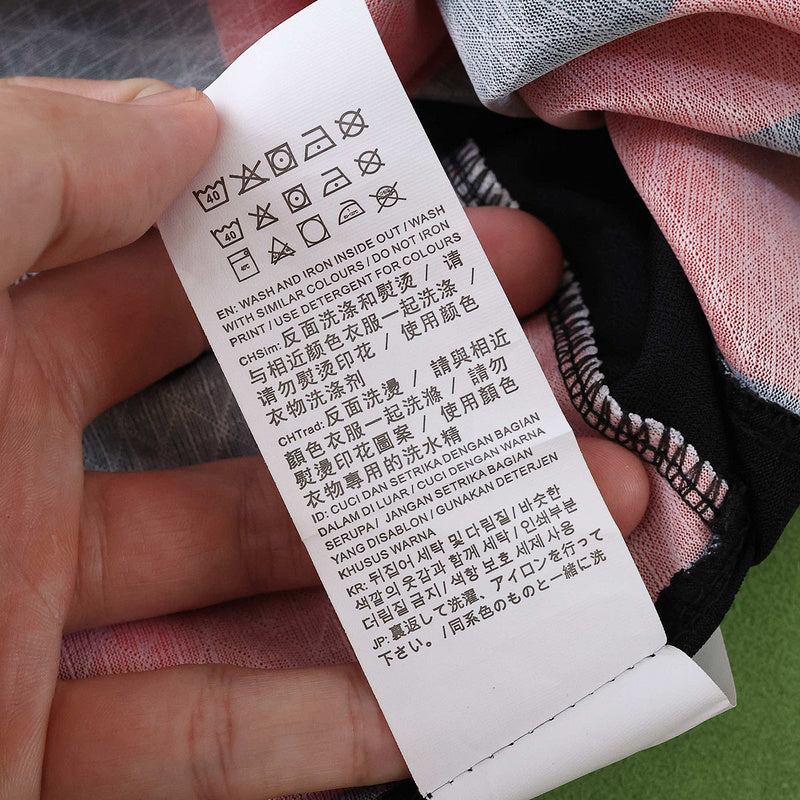 40
40
40℃
EN: WASH AND IRON INSIDE OUT / WASH
WITH SIMILAR COLOURS / DO NOT IRON
PRINT / USE DETERGENT FOR COLOURS
CHSim: 反面洗涤和熨烫 / 请
与相近颜色衣服一起洗涤 /
请勿熨烫印花 / 使用颜色
衣物洗涤剂
CHTrad: 反面洗燙 / 請與相近
顏色衣服一起洗滌 / 請勿
熨燙印花圖案 / 使用顏色
衣物專用的洗水精
ID: CUCI DAN SETRIKA DENGAN BAGIAN
DALAM DI LUAR / CUCI DENGAN WARNA
SERUPA / JANGAN SETRIKA BAGIAN
YANG DISABLON / GUNAKAN DETERJEN
KHUSUS WARNA
KR: 뒤집어 세탁 및 다림질 / 비슷한
색깔의 옷감과 함께 세탁 / 인쇄부분
다림질 금지 / 색항 보호 세제 사용
JP: 裏返して洗濯、アイロンを行って
下さい。/ 同系色のものと一緒に洗